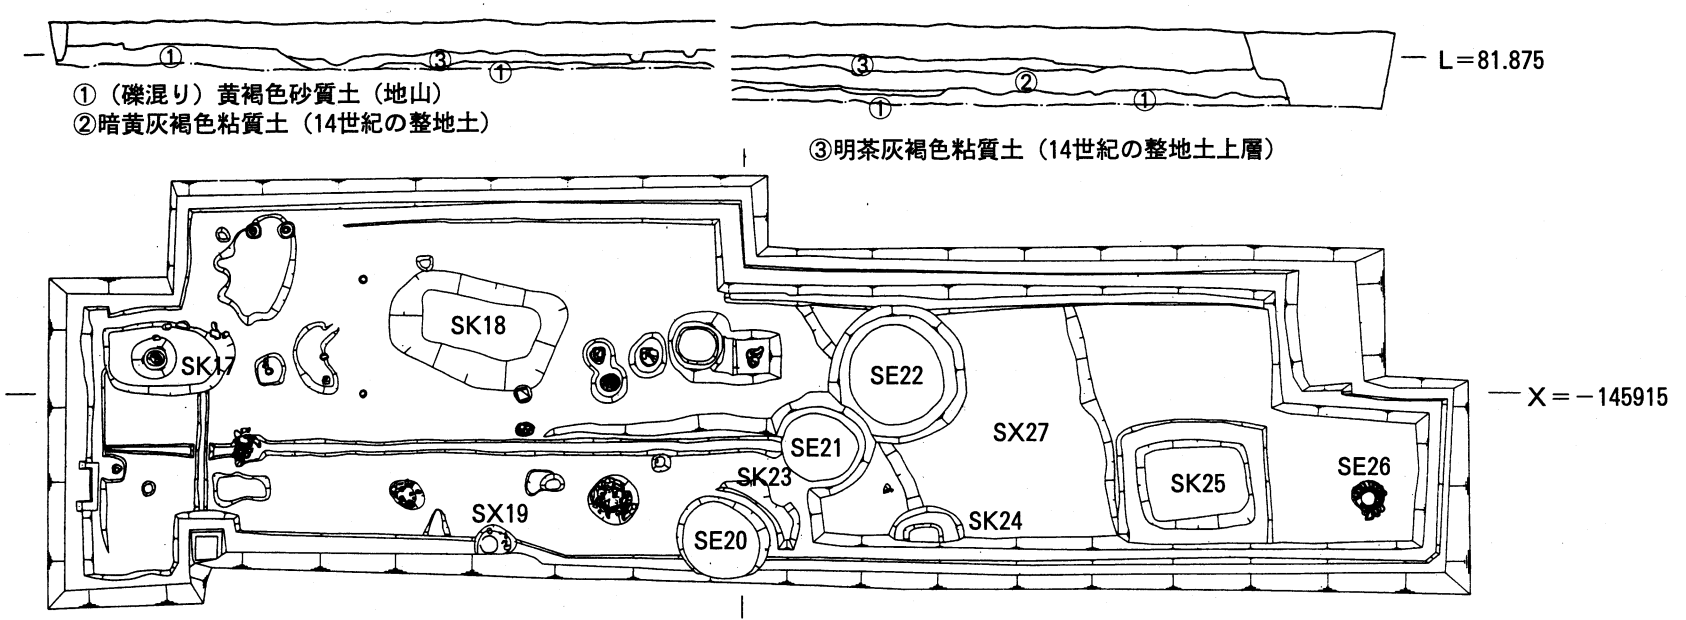 ① ③ ① ③ ② ① ①
L=81.875
①（礫混り）黄褐色砂質土（地山）
②暗黄灰褐色粘質土（14世紀の整地土）
③明茶灰褐色粘質土（14世紀の整地土上層）
SK18
SK17
SE22
X=-145915
SX27
SE21
SK23
SE26
SK25
SX19
SK24
SE20